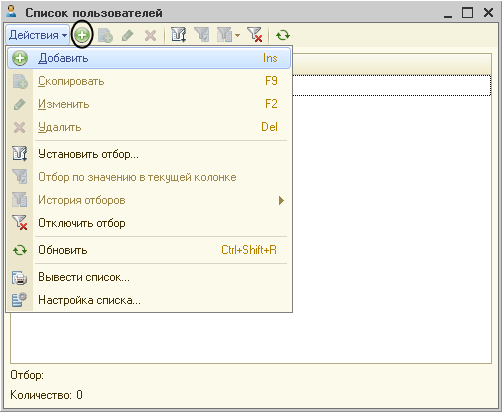 Список пользователей
Действия
Добавить Ins
Скопировать F9
Изменить F2
Удалить Del
Установить отбор...
Отбор по значению в текущей колонке
История отборов
Отключить отбор
Обновить Ctrl+Shift+R
Вывести список...
Настройка списка...
Отбор:
Количество: 0